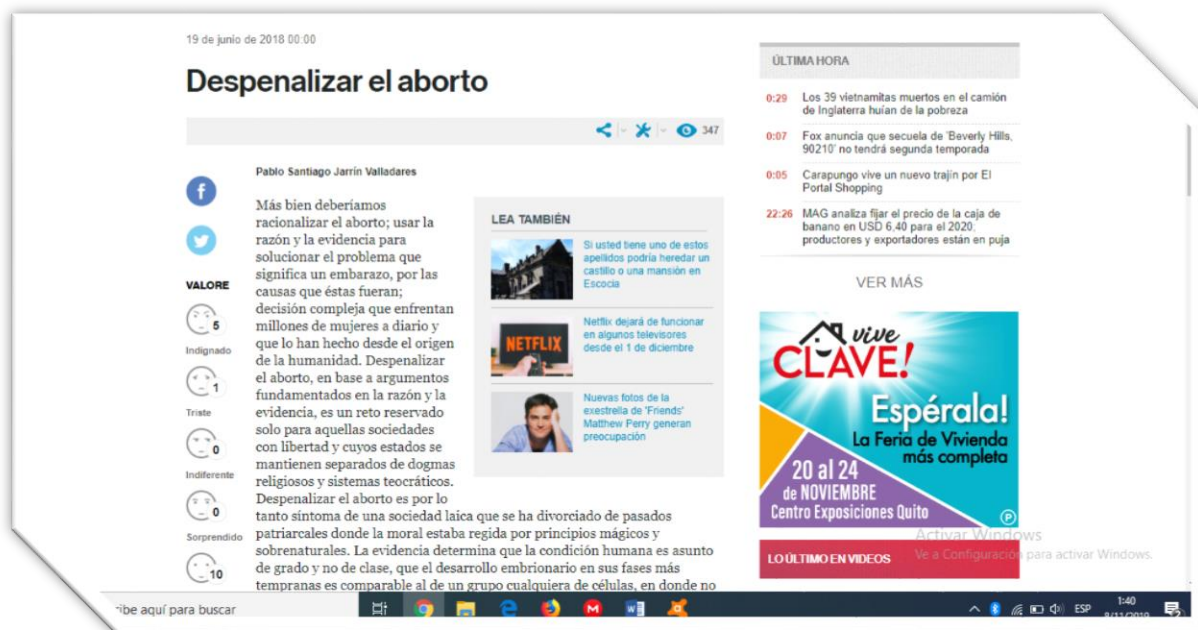 19 de junio de 2018 00:00
Despenalizar el aborto
347
Pablo Santiago Jarrín Valladares
Más bien deberíamos
racionalizar el aborto; usar la
razón y la evidencia para
solucionar el problema que
significa un embarazo, por las
causas que éstas fueran;
decisión compleja que enfrentan
millones de mujeres a diario y
que lo han hecho desde el origen
de la humanidad. Despenalizar
el aborto, en base a argumentos
fundamentados en la razón y la
evidencia, es un reto reservado
solo para aquellas sociedades
con libertad y cuyos estados se
mantienen separados de dogmas
religiosos y sistemas teocráticos.
Despenalizar el aborto es por lo
tanto síntoma de una sociedad laica que se ha divorciado de pasados
patriarcales donde la moral estaba regida por principios mágicos y
sobrenaturales. La evidencia determina que la condición humana es asunto
de grado y no de clase, que el desarrollo embrionario en sus fases más
tempranas es comparable al de un grupo cualquiera de células, en donde no
VALORE
5
Indignado
1
Triste
0
Indiferente
0
Sorprendido
10
LEA TAMBIÉN
Si usted tiene uno de estos
apellidos podría heredar un
castillo o una mansión en
Escocia
NETFLIX
Netflix dejará de funcionar
en algunos televisores
desde el 1 de diciembre
Nuevas fotos de la
exestrella de 'Friends'
Matthew Perry generan
preocupación
ÚLTIMA HORA
0:29 Los 39 vietnamitas muertos en el camión
de Inglaterra huían de la pobreza
0:07 Fox anuncia que secuela de 'Beverly Hills,
90210' no tendrá segunda temporada
0:05 Carapungo vive un nuevo trajín por El
Portal Shopping
22:26 MAG analiza fijar el precio de la caja de
banano en USD 6,40 para el 2020;
productores y exportadores están en puja
VER MÁS
vive
CLAVE!
Espérala!
La Feria de Vivienda
más completa
20 al 24
de NOVIEMBRE
Centro Exposiciones Quito
P
LO ÚLTIMO EN VIDEOS
Activar Windows
Ve a Configuración para activar Windows.
ribe aquí para buscar
ESP
1:40
8/11/2019